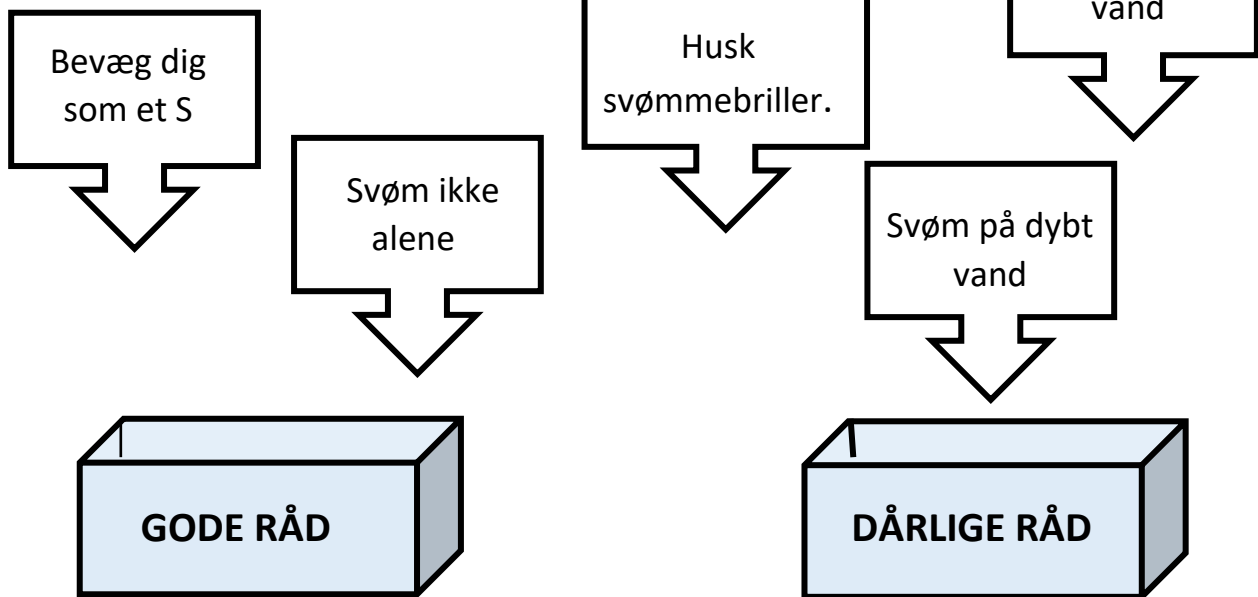 Bevæg dig
som et S
Svøm ikke
alene
Husk
svømmebriller.
vand
Svøm på dybt
vand
GODE RÅD
DÅRLIGE RÅD